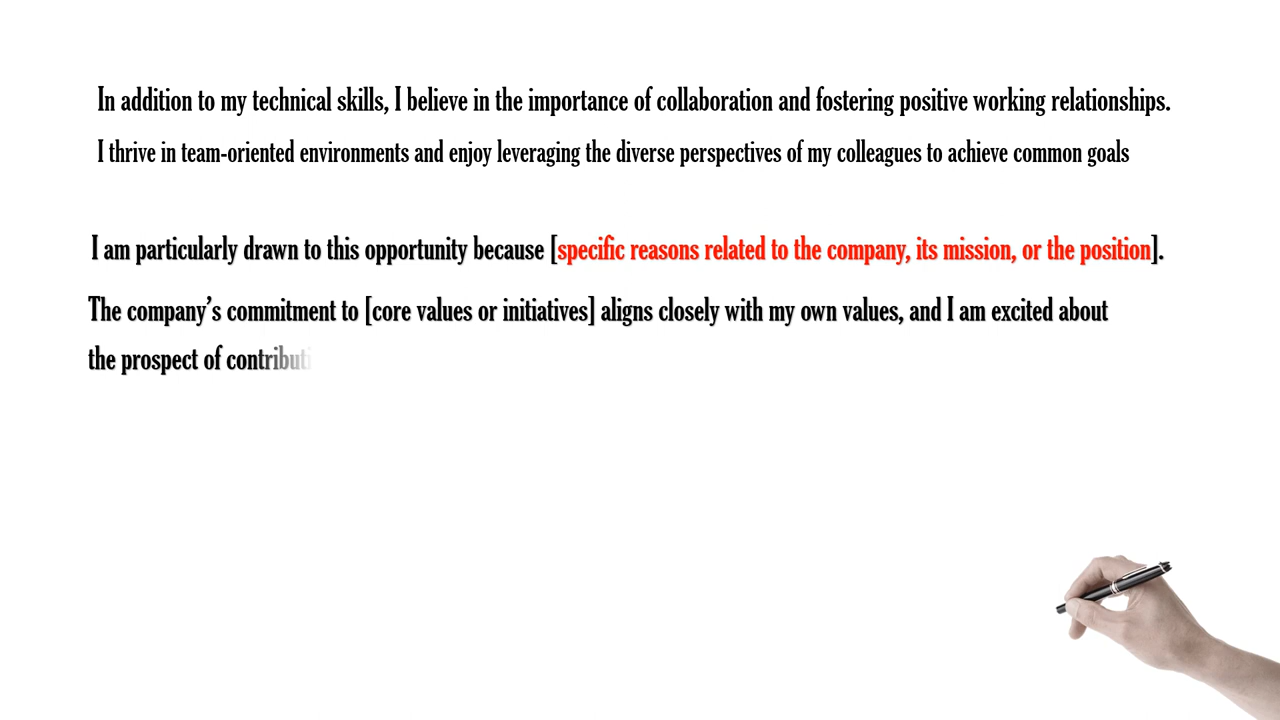 In addition to my technical skills, I believe in the importance of collaboration and fostering positive working relationships.
I thrive in team-oriented environments and enjoy leveraging the diverse perspectives of my colleagues to achieve common goals
I am particularly drawn to this opportunity because [specific reasons related to the company, its mission, or the position].
The company’s commitment to [core values or initiatives] aligns closely with my own values, and I am excited about
the prospect of